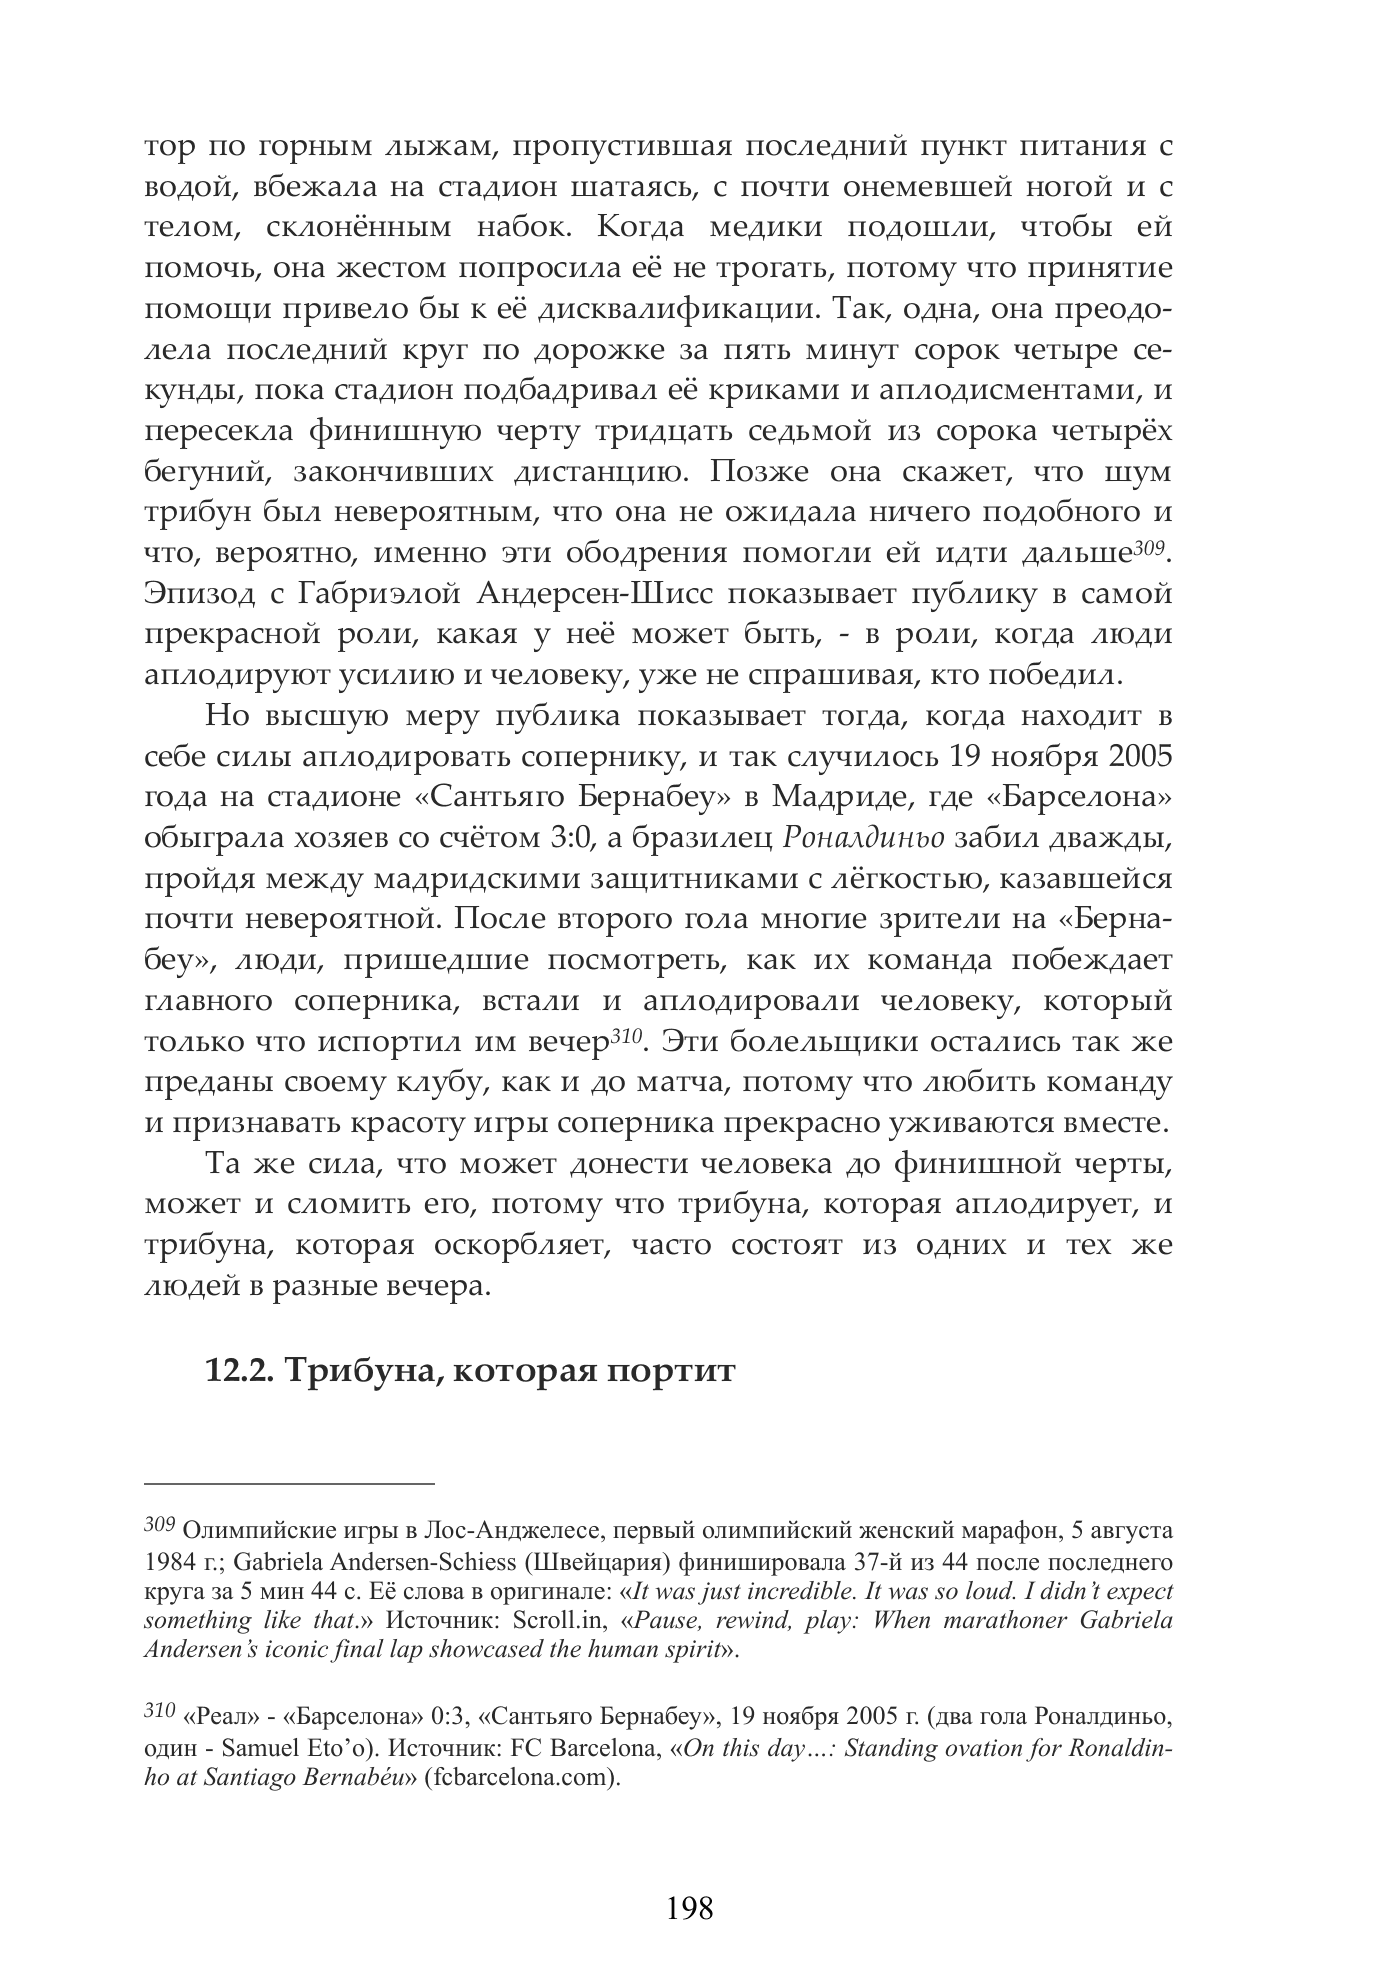 тор по горным лыжам, пропустившая последний пункт питания с
водой, вбежала на стадион шатаясь, с почти онемевшей ногой и с
телом, склонённым набок. Когда медики подошли, чтобы ей
помочь, она жестом попросила её не трогать, потому что принятие
помощи привело бы к её дисквалификации. Так, одна, она преодо-
лела последний круг по дорожке за пять минут сорок четыре се-
кунды, пока стадион подбадривал её криками и аплодисментами, и
пересекла финишную черту тридцать седьмой из сорока четырёх
бегуний, закончивших дистанцию. Позже она скажет, что шум
трибун был невероятным, что она не ожидала ничего подобного и
что, вероятно, именно эти ободрения помогли ей идти дальше309.
Эпизод с Габриэлой Андерсен-Шисс показывает публику в самой
прекрасной роли, какая у неё может быть, - в роли, когда люди
аплодируют усилию и человеку, уже не спрашивая, кто победил.
Но высшую меру публика показывает тогда, когда находит в
себе силы аплодировать сопернику, и так случилось 19 ноября 2005
года на стадионе «Сантьяго Бернабеу» в Мадриде, где «Барселона»
обыграла хозяев со счётом 3:0, а бразилец Роналдиньо забил дважды,
пройдя между мадридскими защитниками с лёгкостью, казавшейся
почти невероятной. После второго гола многие зрители на «Берна-
беу», люди, пришедшие посмотреть, как их команда побеждает
главного соперника, встали и аплодировали человеку, который
только что испортил им вечер310. Эти болельщики остались так же
преданы своему клубу, как и до матча, потому что любить команду
и признавать красоту игры соперника прекрасно уживаются вместе.
Та же сила, что может донести человека до финишной черты,
может и сломить его, потому что трибуна, которая аплодирует, и
трибуна, которая оскорбляет, часто состоят из одних и тех же
людей в разные вечера.
12.2. Трибуна, которая портит
309 Олимпийские игры в Лос-Анджелесе, первый олимпийский женский марафон, 5 августа
1984 г.; Gabriela Andersen-Schiess (Швейцария) финишировала 37-й из 44 после последнего
круга за 5 мин 44 с. Её слова в оригинале: «It was just incredible. It was so loud. I didn’t expect
something like that.» Источник: Scroll.in, «Pause, rewind, play: When marathoner Gabriela
Andersen’s iconic final lap showcased the human spirit».
310 «Реал» - «Барселона» 0:3, «Сантьяго Бернабеу», 19 ноября 2005 г. (два гола Роналдиньо,
один - Samuel Eto’o). Источник: FC Barcelona, «On this day…: Standing ovation for Ronaldin-
ho at Santiago Bernabéu» (fcbarcelona.com).
198